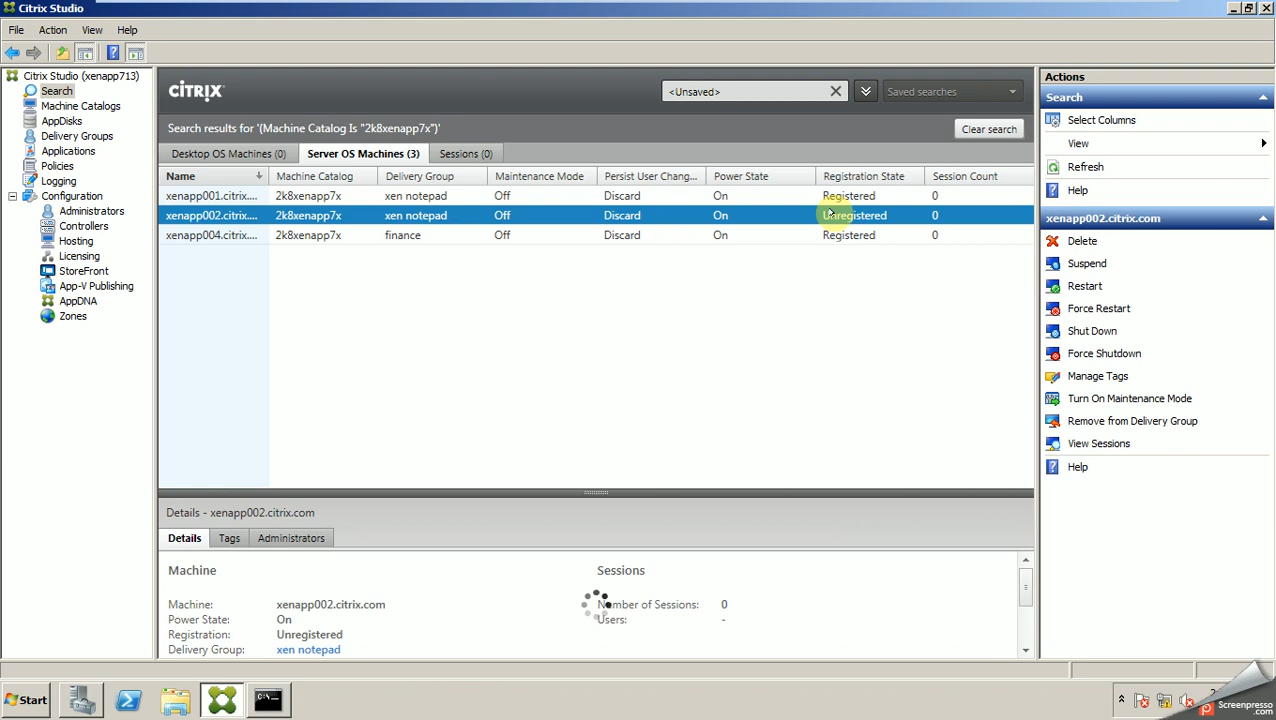 Citrix Studio
File Action View Help
Citrix Studio (xenapp713)
Search
Machine Catalogs
AppDisks
Delivery Groups
Applications
Policies
Logging
Configuration
Administrators
Controllers
Hosting
Licensing
StoreFront
App-V Publishing
AppDNA
Zones
CITRIX
<Unsaved>
Saved searches
Search results for '(Machine Catalog Is "2k8xenapp7x")'
Clear search
Desktop OS Machines (0) Server OS Machines (3) Sessions (0)
Name Machine Catalog Delivery Group Maintenance Mode Persist User Chang... Power State Registration State Session Count
xenapp001.citrix.... 2k8xenapp7x xen notepad Off Discard On Registered 0
xenapp002.citrix.... 2k8xenapp7x xen notepad Off Discard On Unregistered 0
xenapp004.citrix.... 2k8xenapp7x finance Off Discard On Registered 0
Details - xenapp002.citrix.com
Details Tags Administrators
Machine Sessions
Machine: xenapp002.citrix.com Number of Sessions: 0
Power State: On Users: -
Registration: Unregistered
Delivery Group: xen notepad
Actions
Search
Select Columns
View
Refresh
Help
xenapp002.citrix.com
Delete
Suspend
Restart
Force Restart
Shut Down
Force Shutdown
Manage Tags
Turn On Maintenance Mode
Remove from Delivery Group
View Sessions
Help
Start
Screenpresso
.com